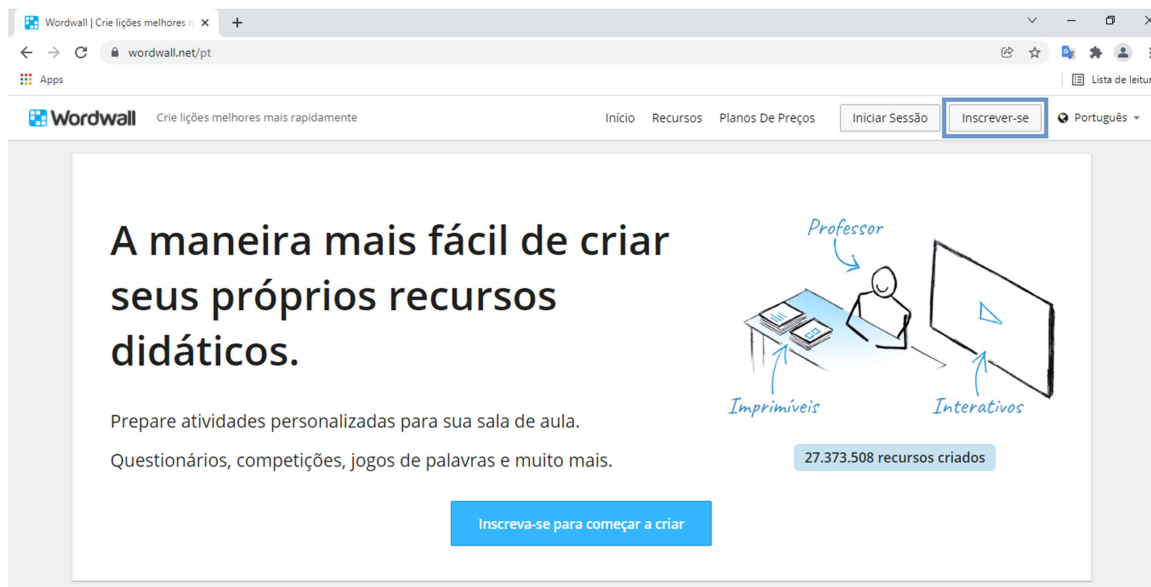 Wordwall | Crie lições melhores
wordwall.net/pt
Apps
Lista de leitur
Wordwall
Crie lições melhores mais rapidamente
Início
Recursos
Planos De Preços
Iniciar Sessão
Inscrever-se
Português
A maneira mais fácil de criar
seus próprios recursos
didáticos.
Prepare atividades personalizadas para sua sala de aula.
Questionários, competições, jogos de palavras e muito mais.
Professor
Imprimíveis
Interativos
27.373.508 recursos criados
Inscreva-se para começar a criar